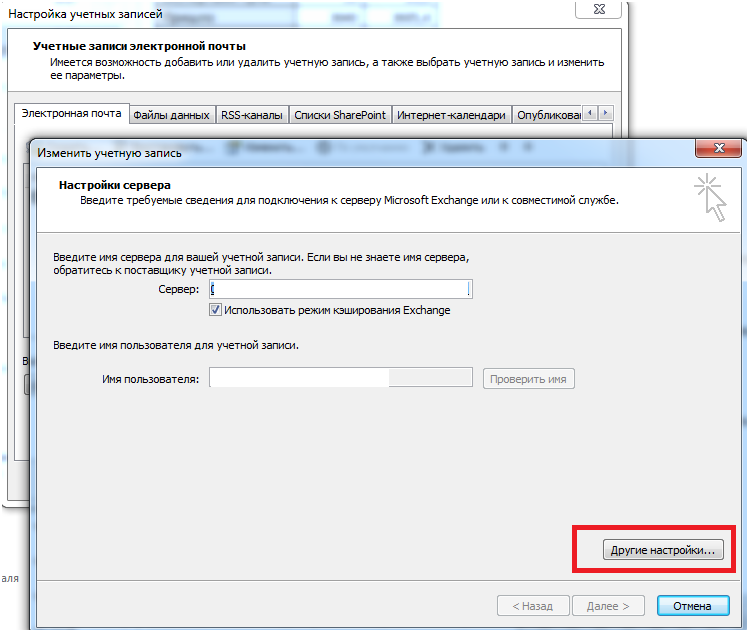 Настройка учетных записей
Учетные записи электронной почты
Имеется возможность добавить или удалить учетную запись, а также выбрать учетную запись и изменить
ее параметры.
Электронная почта
Файлы данных
RSS-каналы
Списки SharePoint
Интернет-календари
Опубликован
Изменить учетную запись
Настройки сервера
Введите требуемые сведения для подключения к серверу Microsoft Exchange или к совместимой службе.
Введите имя сервера для вашей учетной записи. Если вы не знаете имя сервера,
обратитесь к поставщику учетной записи.
Сервер:
Использовать режим кэширования Exchange
Введите имя пользователя для учетной записи.
В
Имя пользователя:
Проверить имя
Другие настройки...
аля
< Назад
Далее >
Отмена